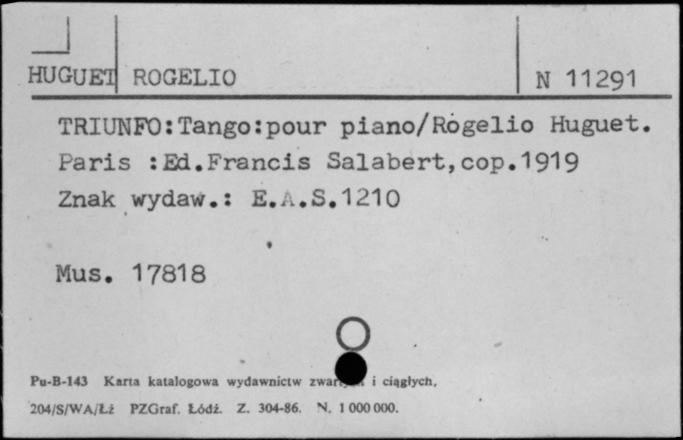 HUGUET ROGELIO N 11291
TRIUNFO:Tango:pour piano/Rogelio Huguet.
Paris :Ed.Francis Salabert,cop.1919
Znak wydaw.: E.A.S.1210
Mus. 17818
Pu-B-143 Karta katalogowa wydawnictw i ciągłych.
204/S/WA/Łż PZGraf. Łódź. Z. 304-86. N. 1 000 000.